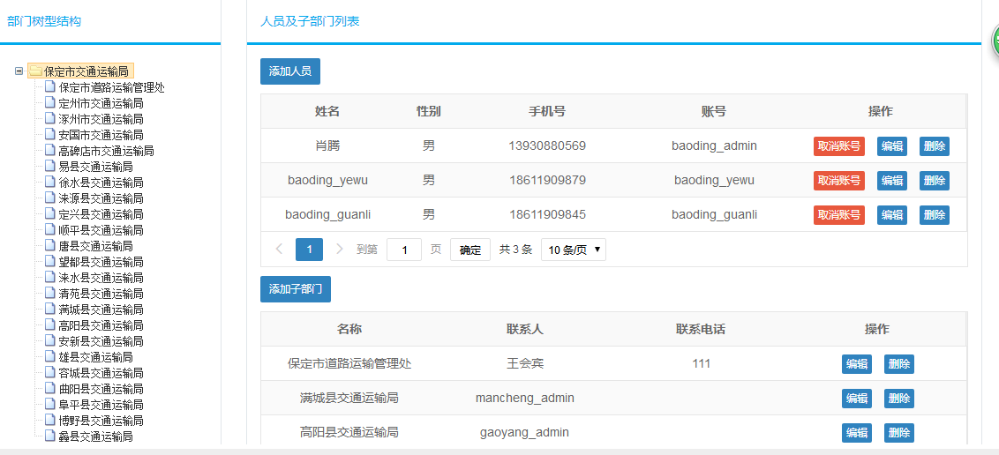 部门树型结构
保定市交通运输局
保定市道路运输管理处
定州市交通运输局
涿州市交通运输局
安国市交通运输局
高碑店市交通运输局
易县交通运输局
徐水县交通运输局
涞源县交通运输局
定兴县交通运输局
顺平县交通运输局
唐县交通运输局
望都县交通运输局
涞水县交通运输局
清苑县交通运输局
满城县交通运输局
高阳县交通运输局
安新县交通运输局
雄县交通运输局
容城县交通运输局
曲阳县交通运输局
阜平县交通运输局
博野县交通运输局
蠡县交通运输局
人员及子部门列表
添加人员
姓名 性别 手机号 账号 操作
肖腾 男 13930880569 baoding_admin 取消账号 编辑 删除
baoding_yewu 男 18611909879 baoding_yewu 取消账号 编辑 删除
baoding_guanli 男 18611909845 baoding_guanli 取消账号 编辑 删除
1 到第 1 页 确定 共 3 条 10 条/页
添加子部门
名称 联系人 联系电话 操作
保定市道路运输管理处 王会宾 111 编辑 删除
满城县交通运输局 mancheng_admin 编辑 删除
高阳县交通运输局 gaoyang_admin 编辑 删除